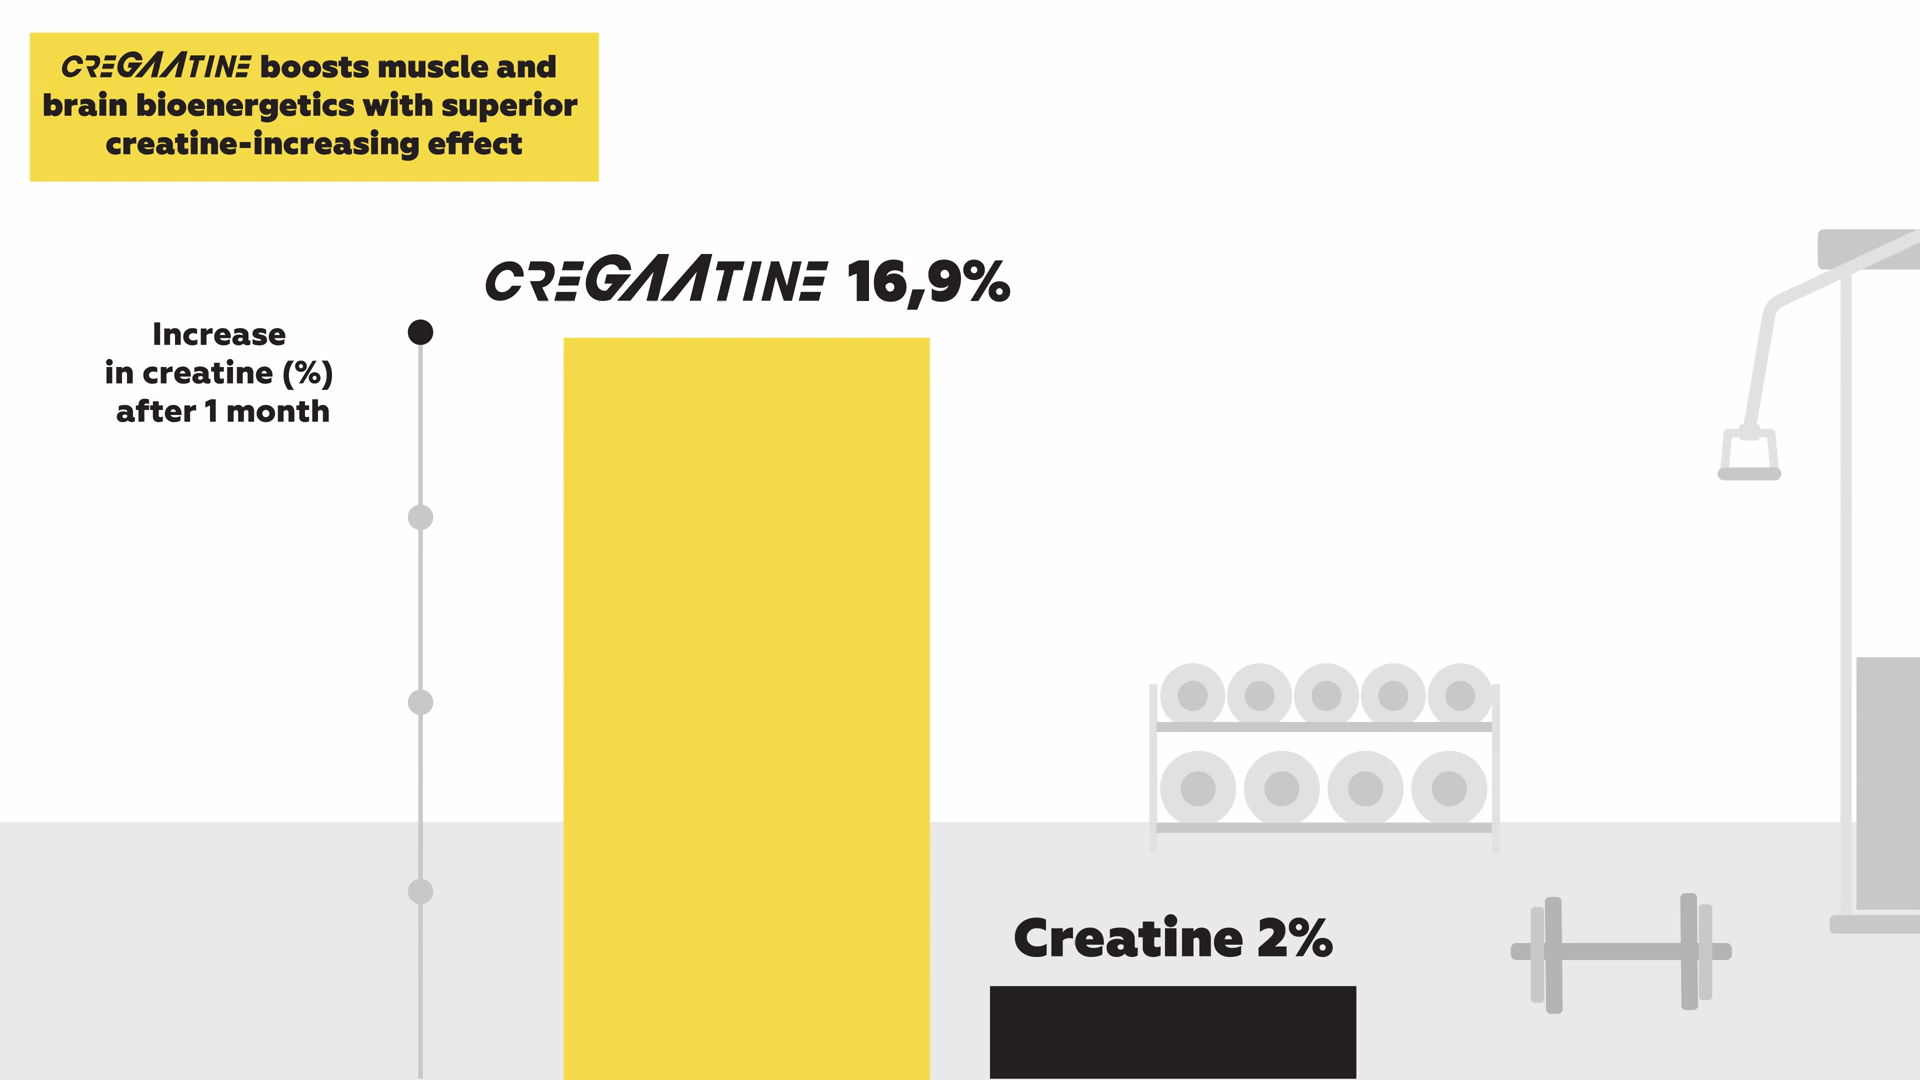 CREGAATINE boosts muscle and
brain bioenergetics with superior
creatine-increasing effect
CREGAATINE 16,9%
Increase
in creatine (%)
after 1 month
Creatine 2%